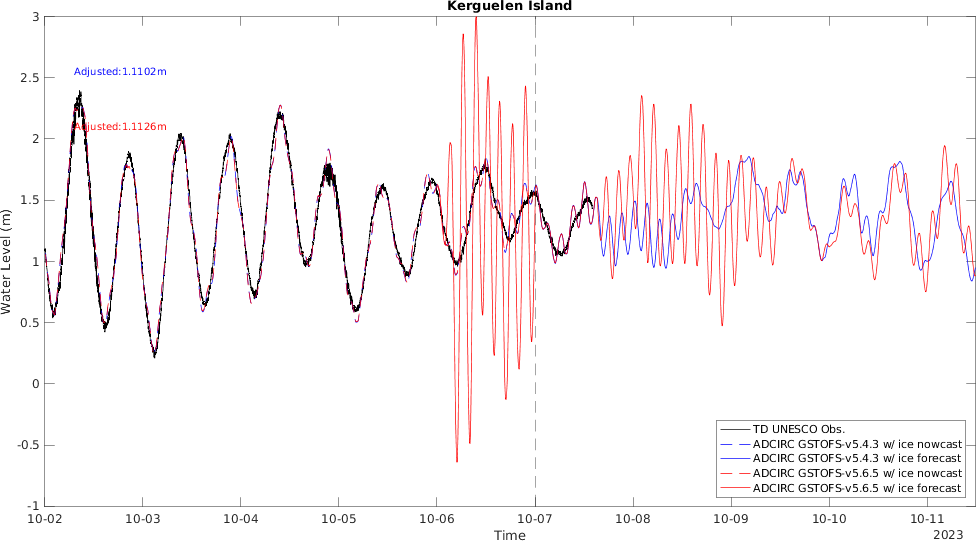 Kerguelen Island
3
2.5
2
1.5
1
0.5
0
-0.5
-1
Water Level (m)
Adjusted:1.1102m
Adjusted:1.1126m
TD UNESCO Obs.
ADCIRC GSTOFS-v5.4.3 w/ ice nowcast
ADCIRC GSTOFS-v5.4.3 w/ ice forecast
ADCIRC GSTOFS-v5.6.5 w/ ice nowcast
ADCIRC GSTOFS-v5.6.5 w/ ice forecast
10-02 10-03 10-04 10-05 10-06 10-07 10-08 10-09 10-10 10-11
Time
2023